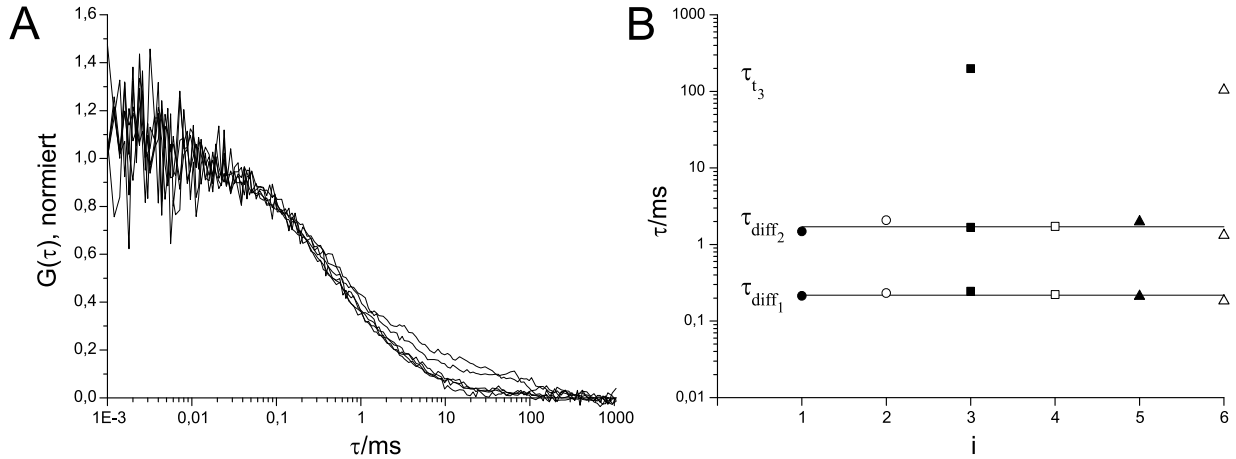 A
1,6
1,4
1,2
1,0
0,8
0,6
0,4
0,2
0,0
G(τ), normiert
1E-3
0,01
0,1
1
10
100
1000
τ/ms
B
1000
100
10
1
0,1
0,01
τ/ms
τt3
τdiff2
τdiff1
1
2
3
4
5
6
i